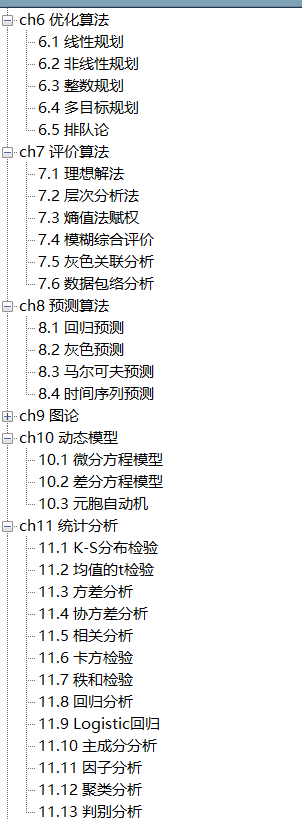 ch6 优化算法
6.1 线性规划
6.2 非线性规划
6.3 整数规划
6.4 多目标规划
6.5 排队论
ch7 评价算法
7.1 理想解法
7.2 层次分析法
7.3 熵值法赋权
7.4 模糊综合评价
7.5 灰色关联分析
7.6 数据包络分析
ch8 预测算法
8.1 回归预测
8.2 灰色预测
8.3 马尔可夫预测
8.4 时间序列预测
ch9 图论
ch10 动态模型
10.1 微分方程模型
10.2 差分方程模型
10.3 元胞自动机
ch11 统计分析
11.1 K-S分布检验
11.2 均值的t检验
11.3 方差分析
11.4 协方差分析
11.5 相关分析
11.6 卡方检验
11.7 秩和检验
11.8 回归分析
11.9 Logistic回归
11.10 主成分分析
11.11 因子分析
11.12 聚类分析
11.13 判别分析